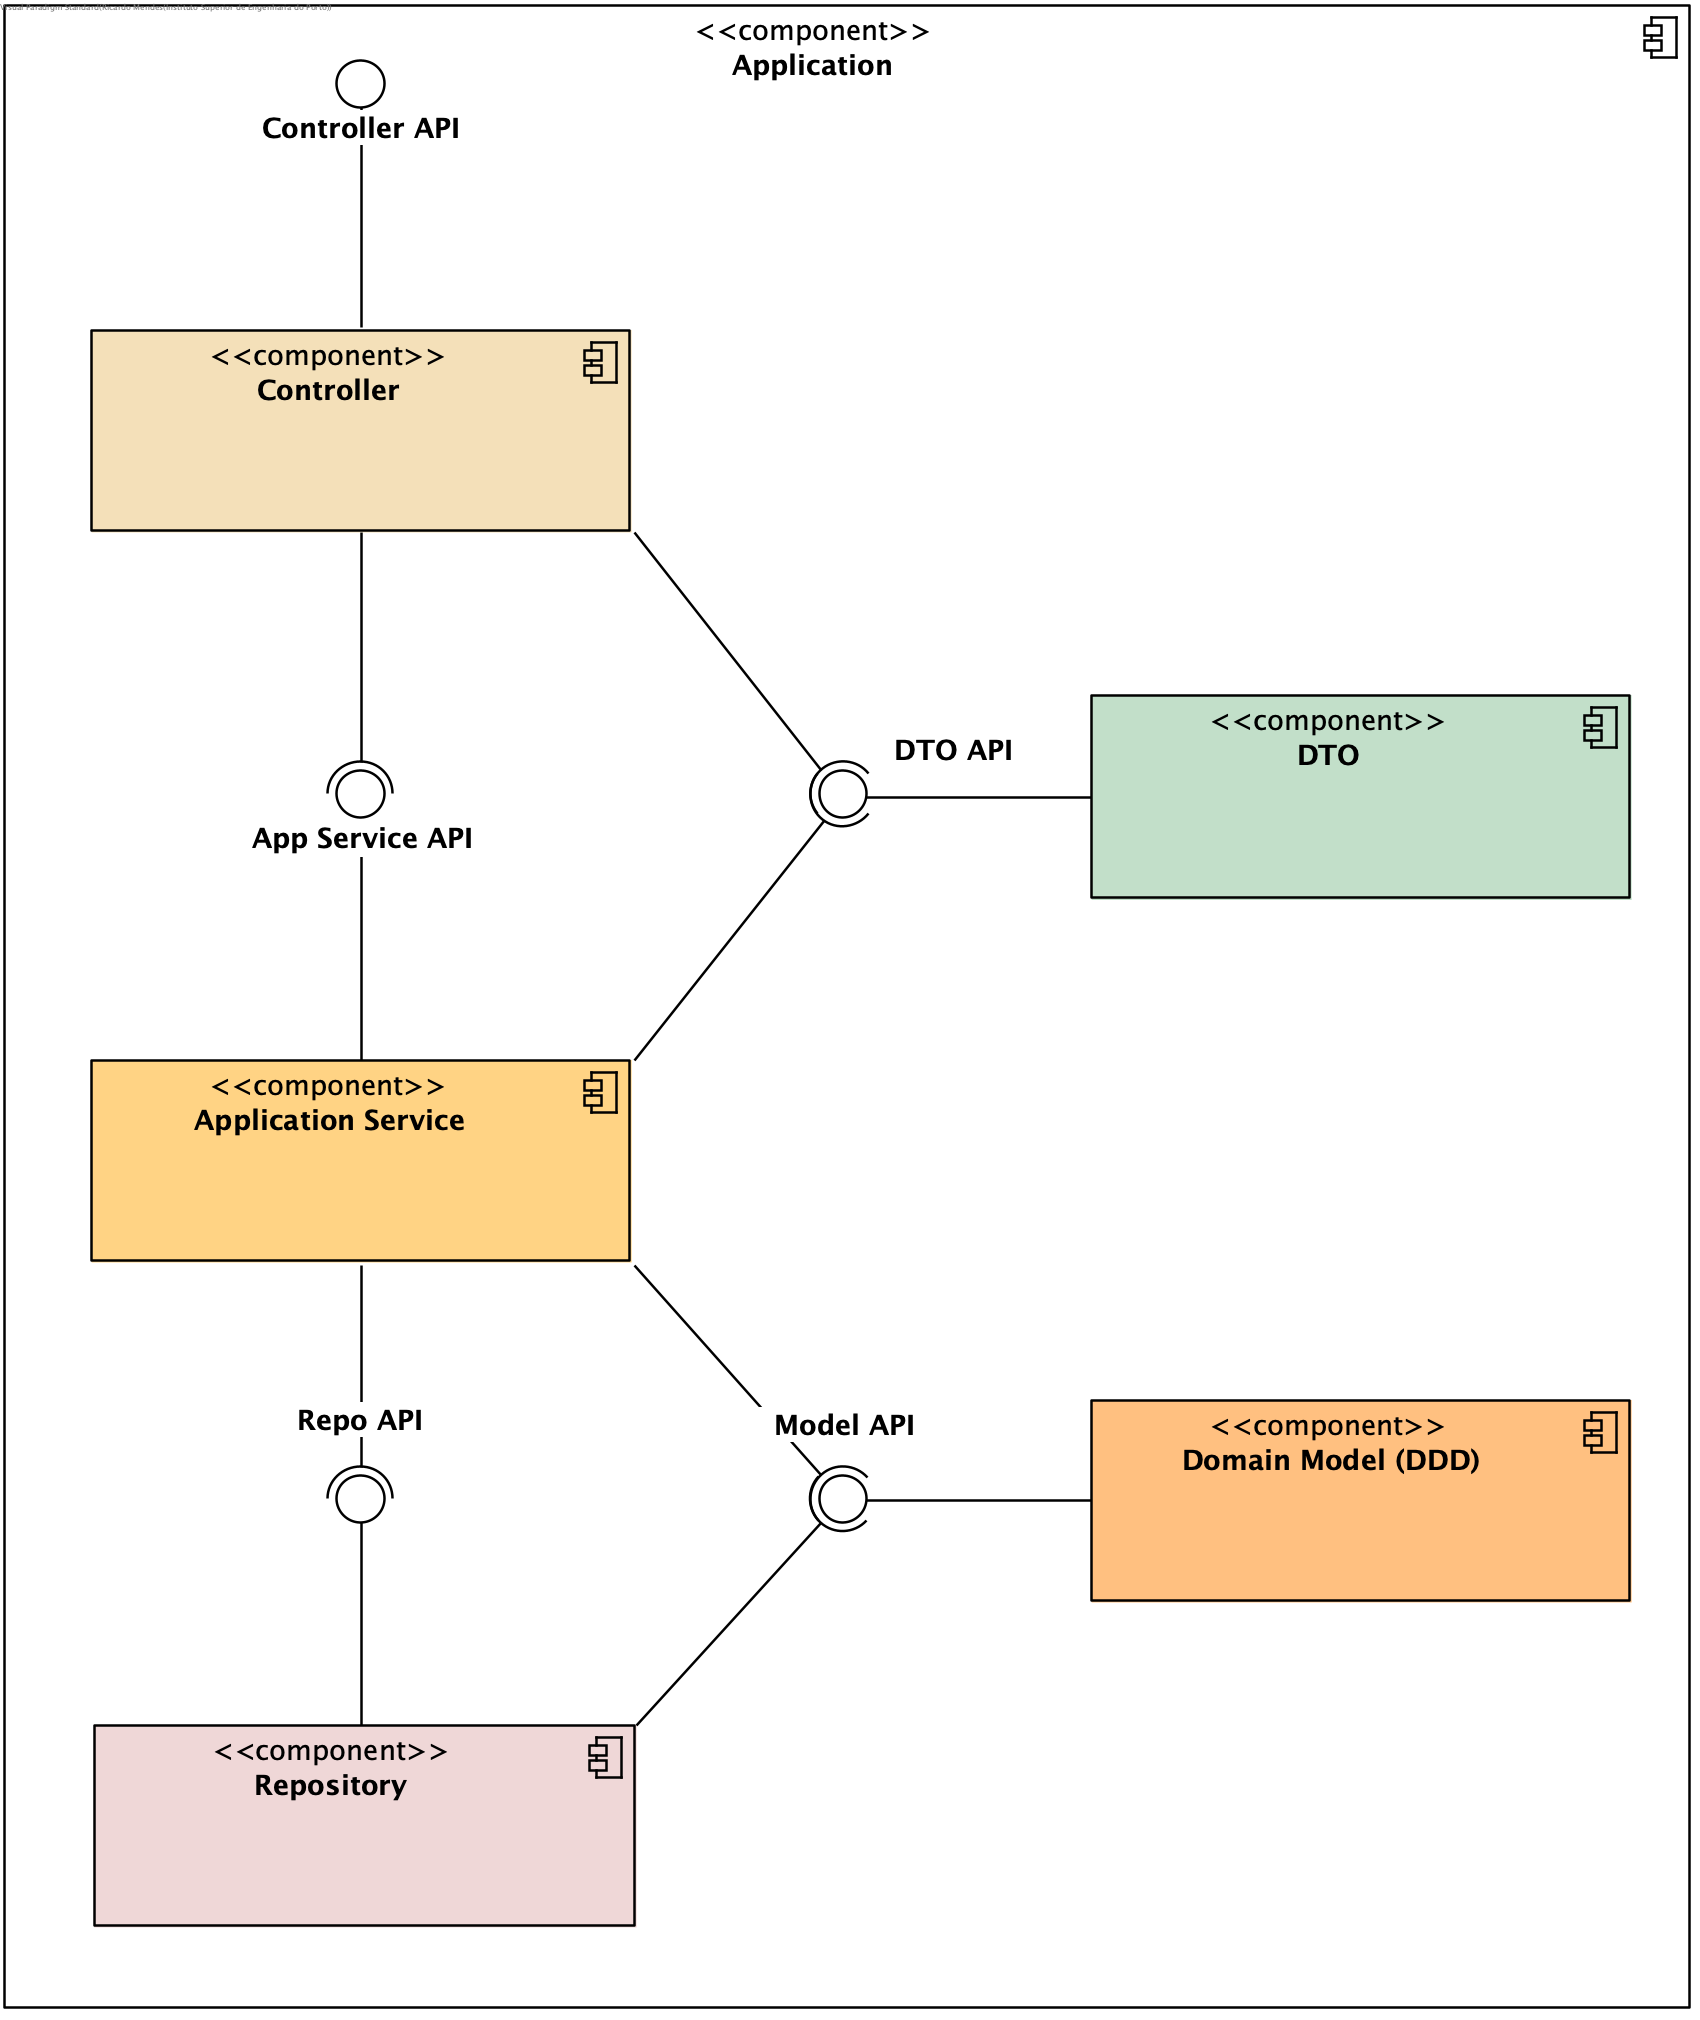 Visual Paradigm Standard(Ricardo Mendes(Instituto Superior de Engenharia do Porto))
<<component>>
Application
Controller API
<<component>>
Controller
<<component>>
DTO
DTO API
App Service API
<<component>>
Application Service
<<component>>
Domain Model (DDD)
Repo API
Model API
<<component>>
Repository